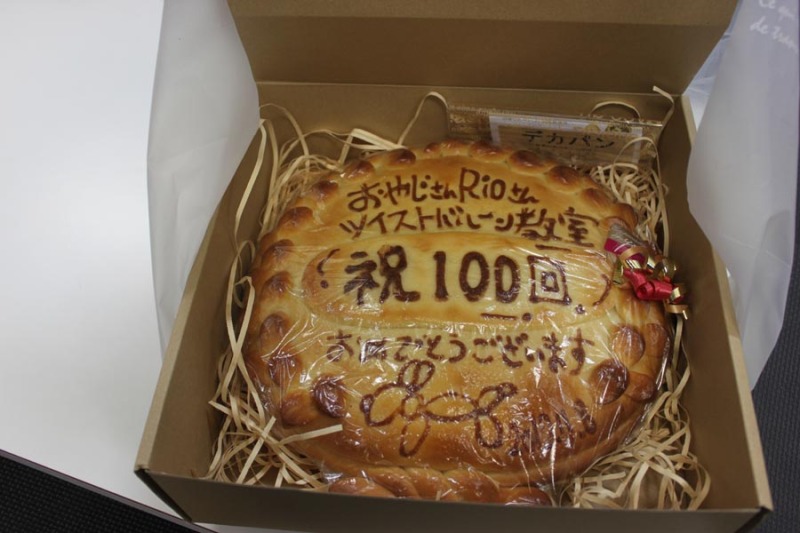 デカパン
おやじさんRioさん
ツイストバルーン教室
祝100回
おめでとうございます